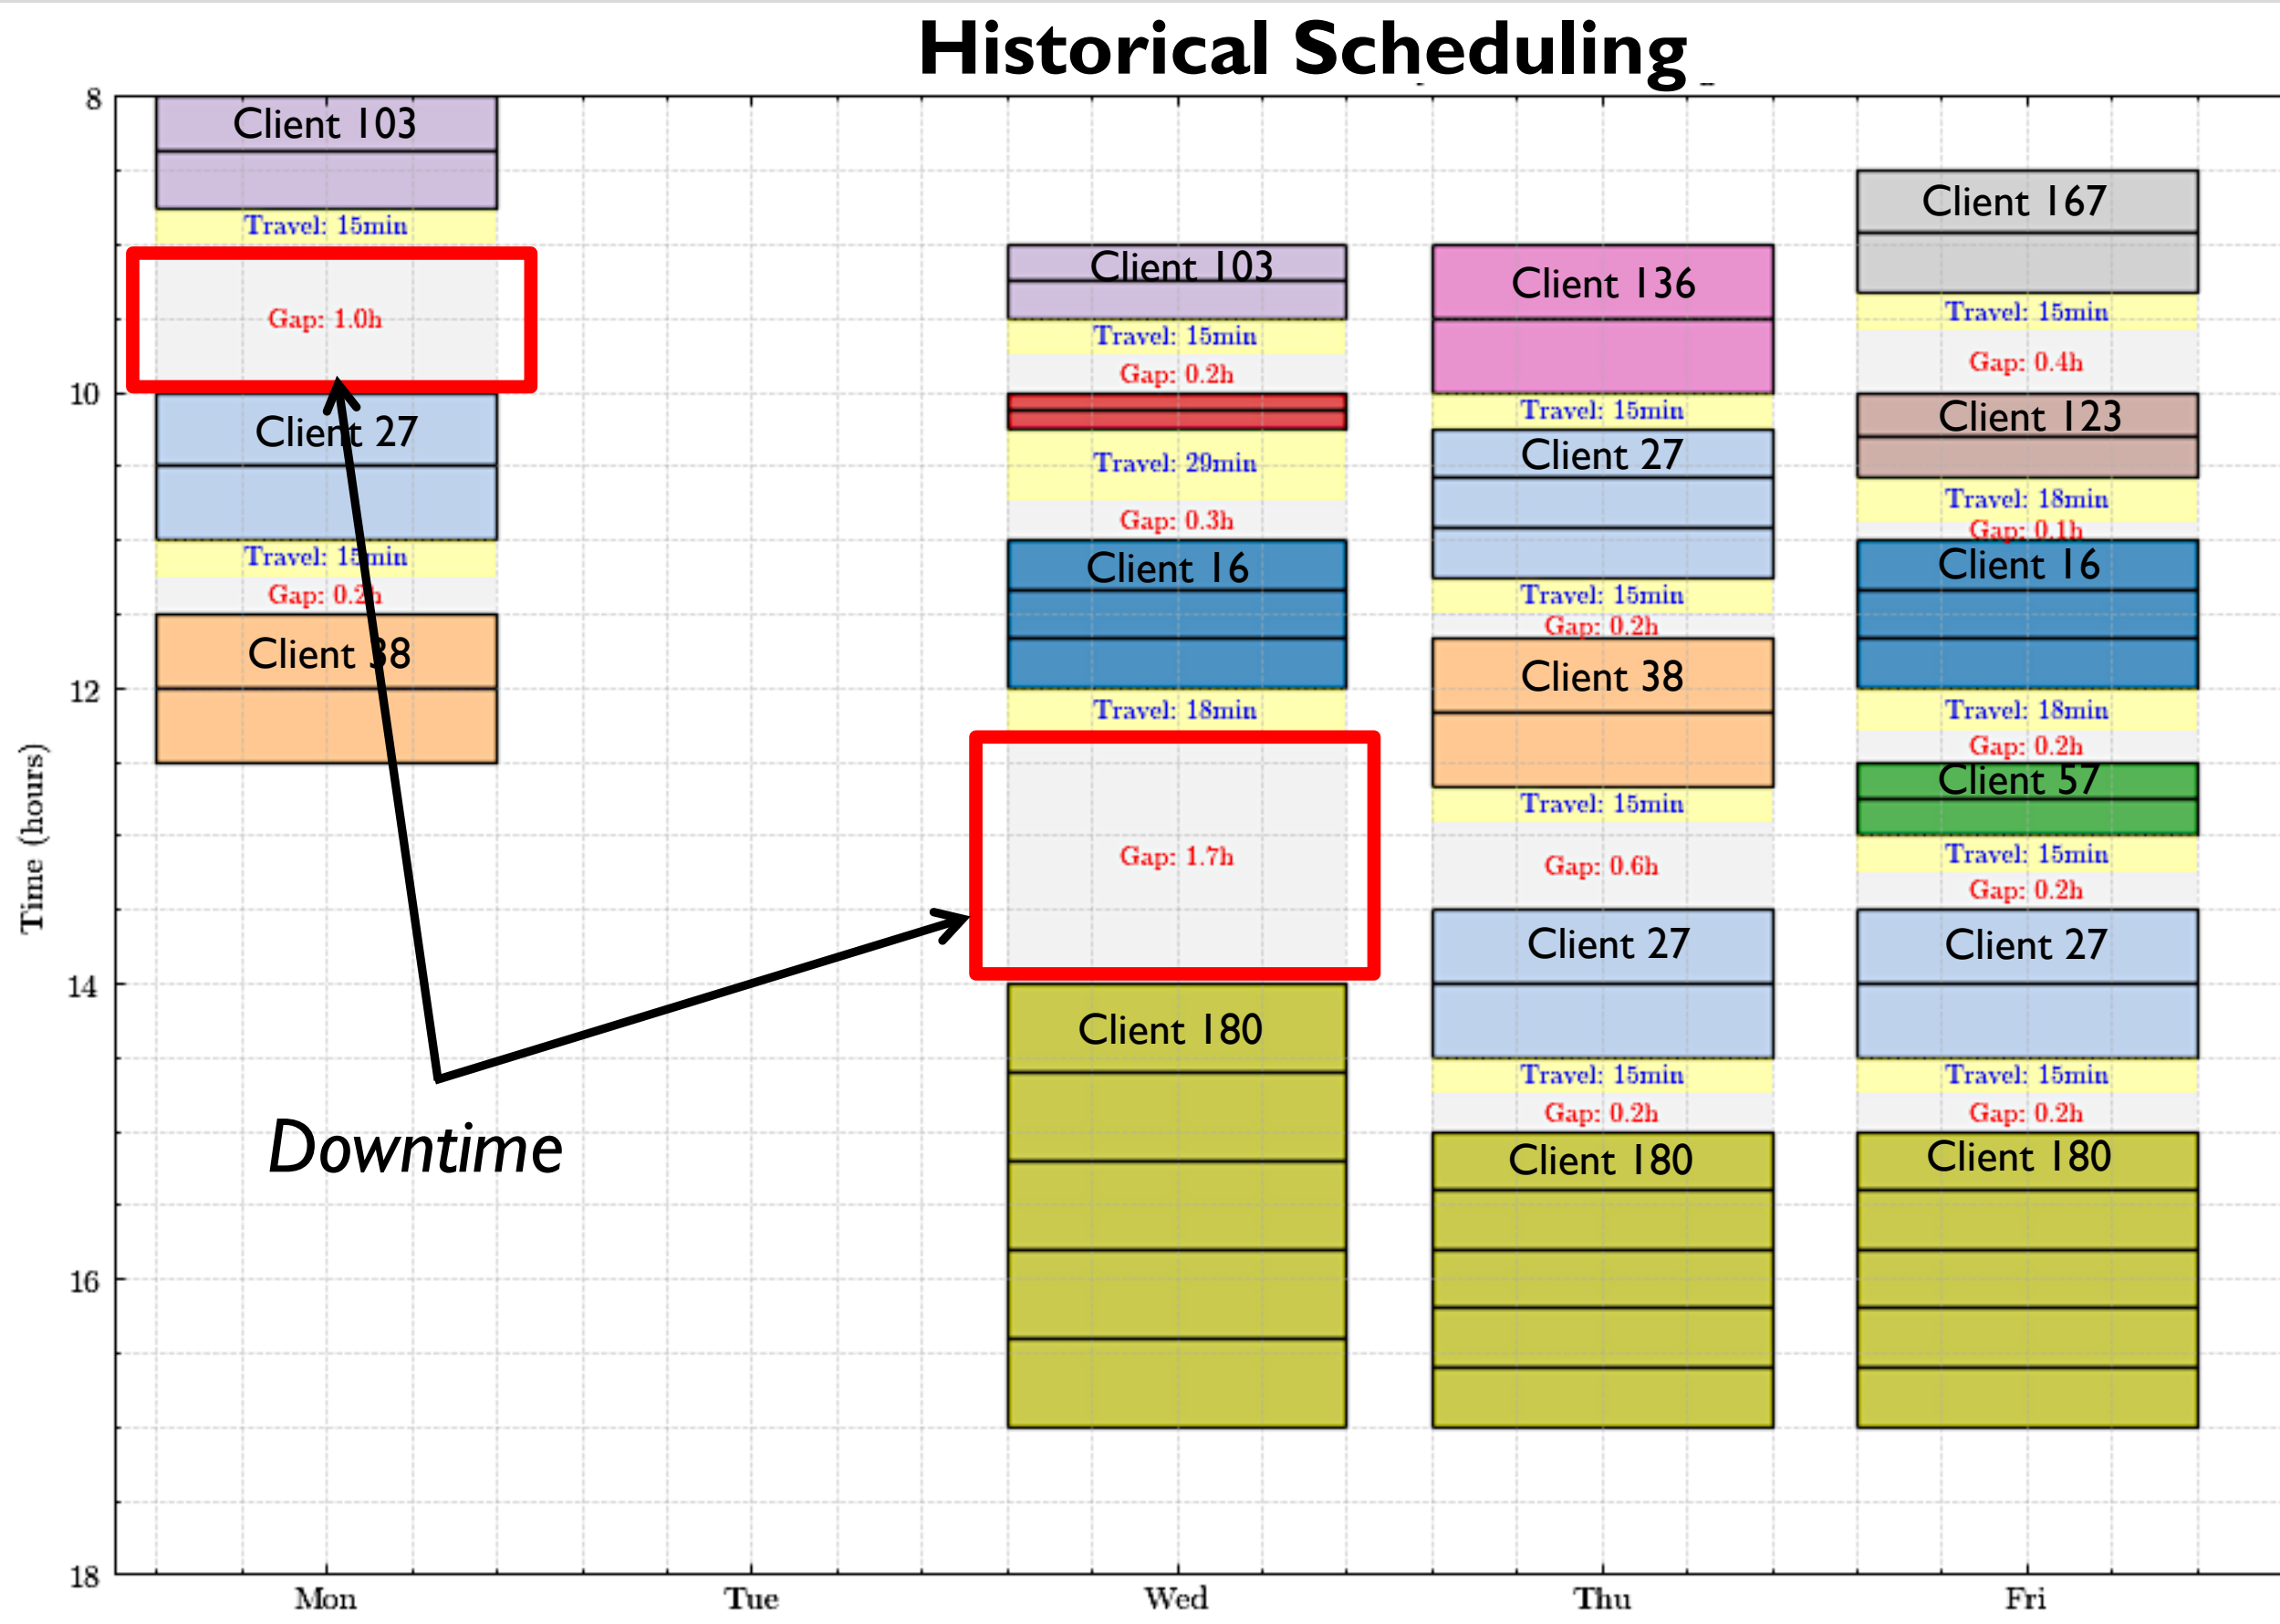 Historical Scheduling
Time (hours)
8
10
12
14
16
18
Client 103
Travel: 15min
Gap: 1.0h
Client 27
Travel: 15min
Gap: 0.2h
Client 38
Downtime
Client 103
Travel: 15min
Gap: 0.2h
Travel: 29min
Gap: 0.3h
Client 16
Travel: 18min
Gap: 1.7h
Client 180
Client 136
Travel: 15min
Client 27
Travel: 15min
Gap: 0.2h
Client 38
Travel: 15min
Gap: 0.6h
Client 27
Travel: 15min
Gap: 0.2h
Client 180
Client 167
Travel: 15min
Gap: 0.4h
Client 123
Travel: 18min
Gap: 0.1h
Client 16
Travel: 18min
Gap: 0.2h
Client 57
Travel: 15min
Gap: 0.2h
Client 27
Travel: 15min
Gap: 0.2h
Client 180
Mon
Tue
Wed
Thu
Fri